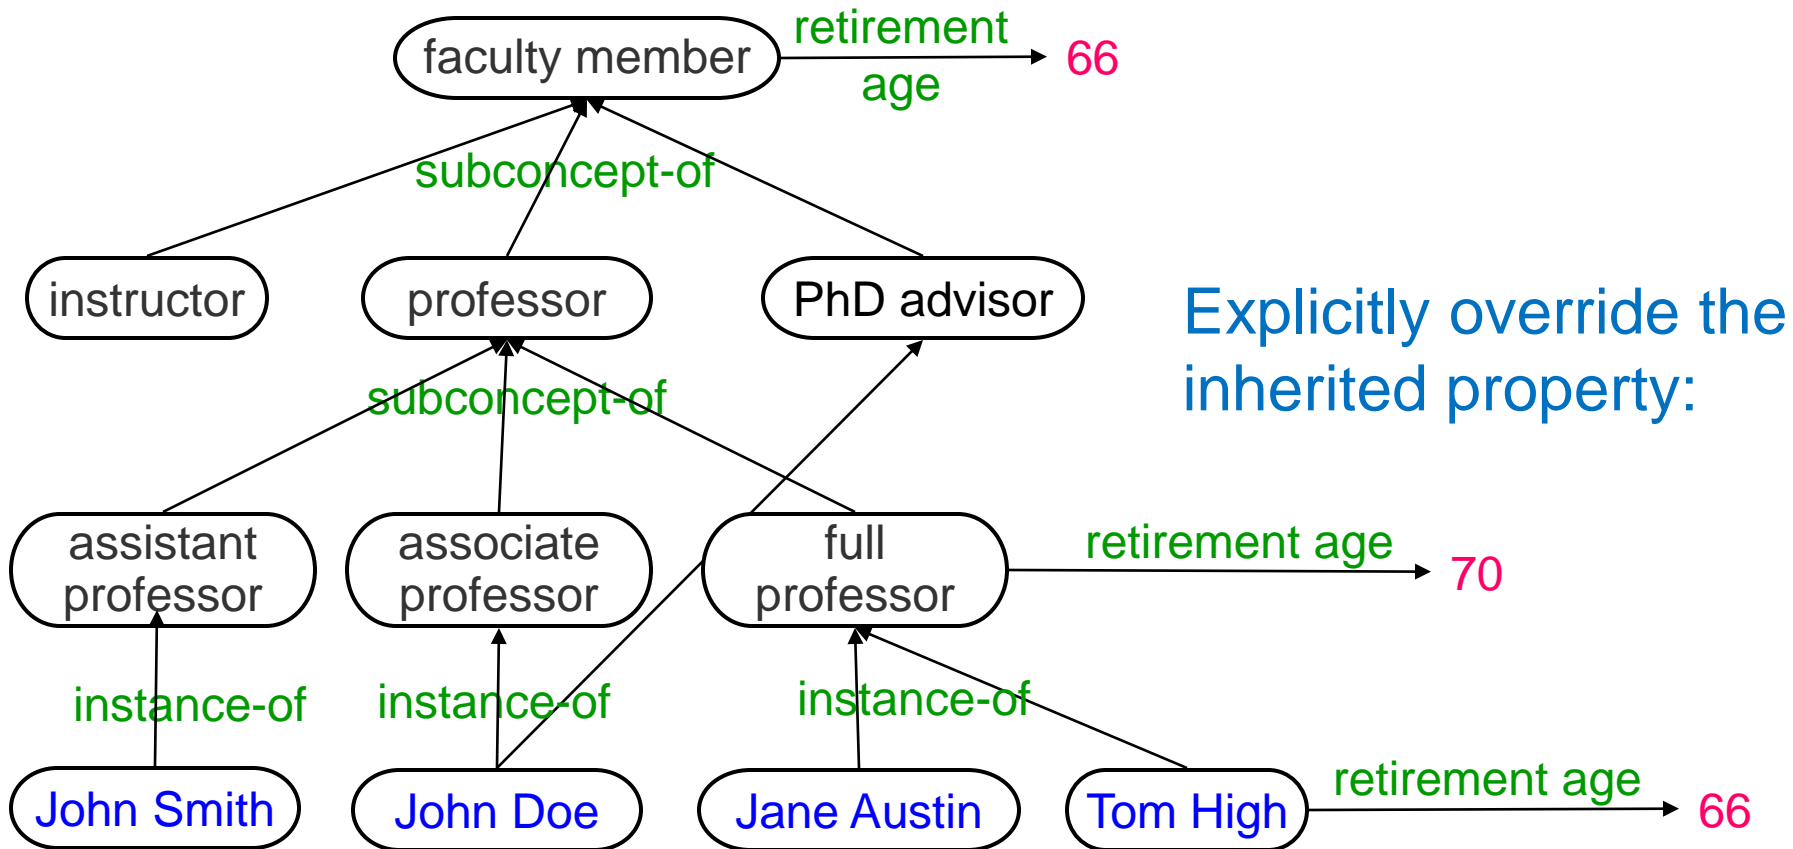 faculty member
retirement
age
66
subconcept-of
instructor
professor
PhD advisor
Explicitly override the
inherited property:
subconcept-of
assistant
professor
associate
professor
full
professor
retirement age
70
instance-of
instance-of
instance-of
John Smith
John Doe
Jane Austin
Tom High
retirement age
66